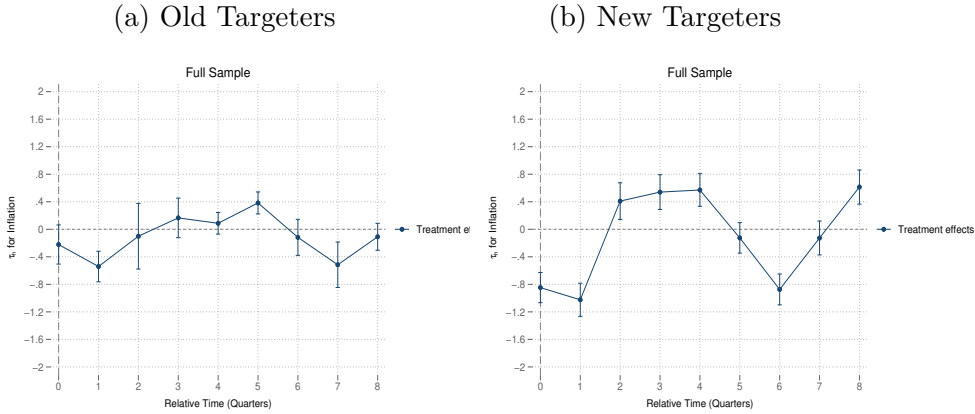 (a) Old Targeters
Full Sample
τₕ for Inflation
2
1.6
1.2
.8
.4
0
−.4
−.8
−1.2
−1.6
−2
0 1 2 3 4 5 6 7 8
Relative Time (Quarters)
Treatment ef
(b) New Targeters
Full Sample
τₕ for Inflation
2
1.6
1.2
.8
.4
0
−.4
−.8
−1.2
−1.6
−2
0 1 2 3 4 5 6 7 8
Relative Time (Quarters)
Treatment effects